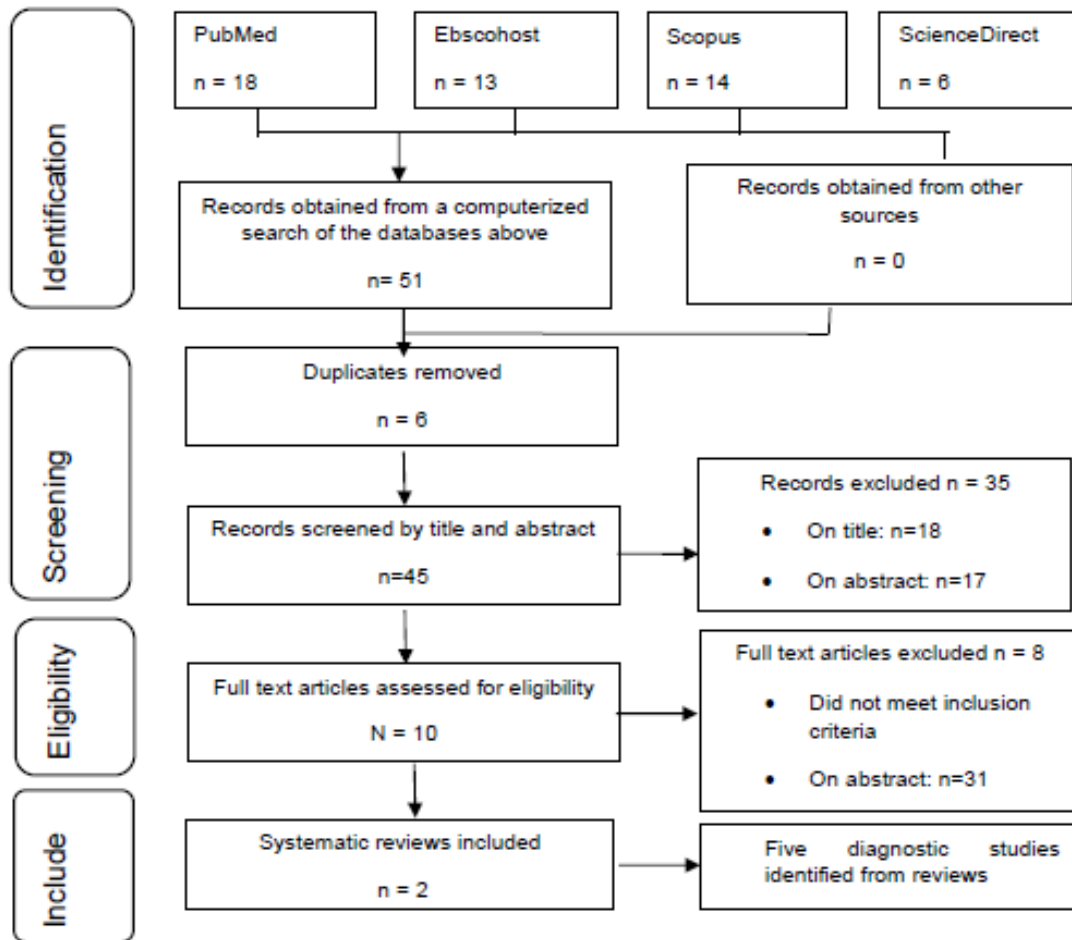 Identification
PubMed
n = 18
Ebscohost
n = 13
Scopus
n = 14
ScienceDirect
n = 6
Records obtained from a computerized
search of the databases above
n= 51
Records obtained from other
sources
n = 0
Screening
Duplicates removed
n = 6
Records screened by title and abstract
n=45
Records excluded n = 35
• On title: n=18
• On abstract: n=17
Eligibility
Full text articles assessed for eligibility
N = 10
Full text articles excluded n = 8
• Did not meet inclusion
criteria
• On abstract: n=31
Include
Systematic reviews included
n = 2
Five diagnostic studies
identified from reviews